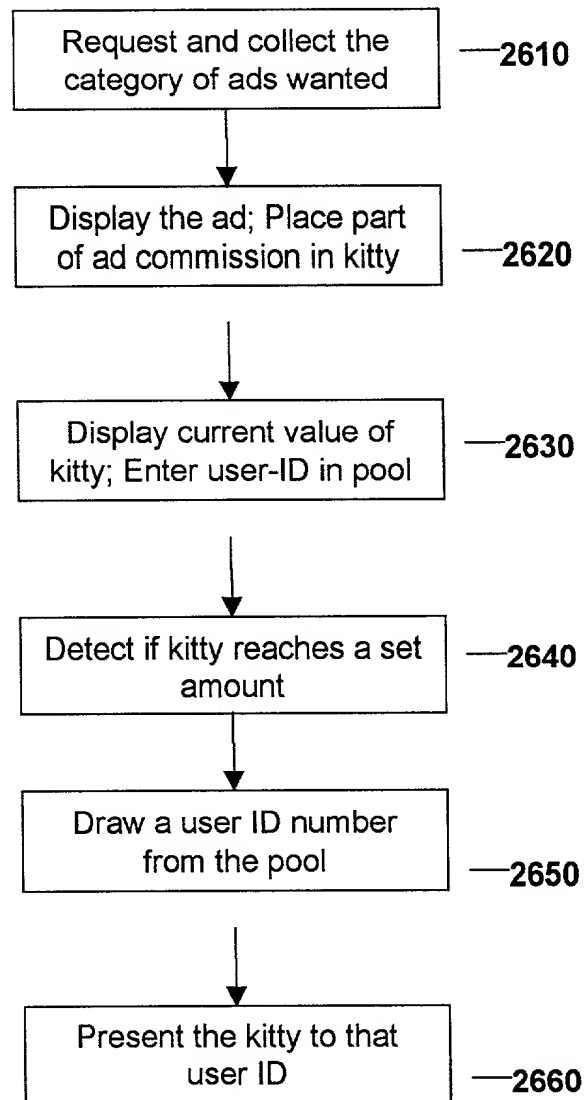 Request and collect the
category of ads wanted
2610
Display the ad; Place part
of ad commission in kitty
2620
Display current value of
kitty; Enter user-ID in pool
2630
Detect if kitty reaches a set
amount
2640
Draw a user ID number
from the pool
2650
Present the kitty to that
user ID
2660